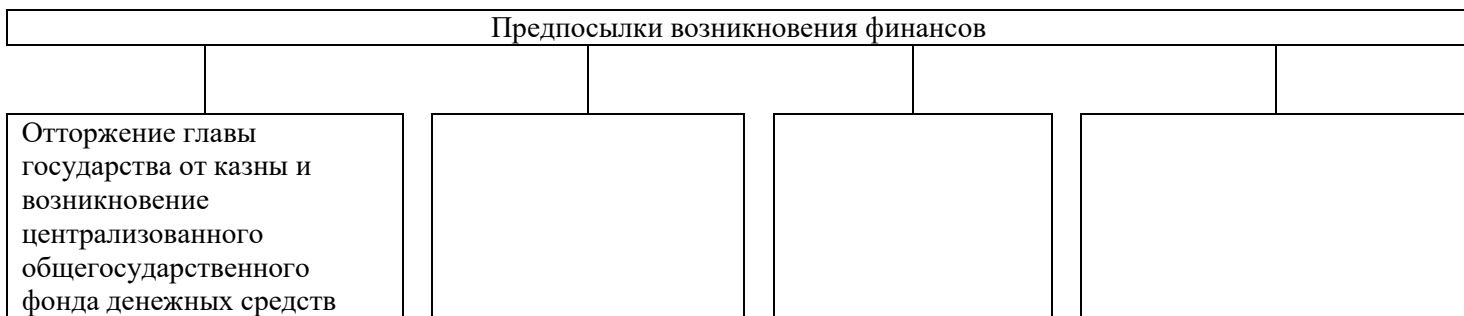 Предпосылки возникновения финансов
Отторжение главы
государства от казны и
возникновение
централизованного
общегосударственного
фонда денежных средств